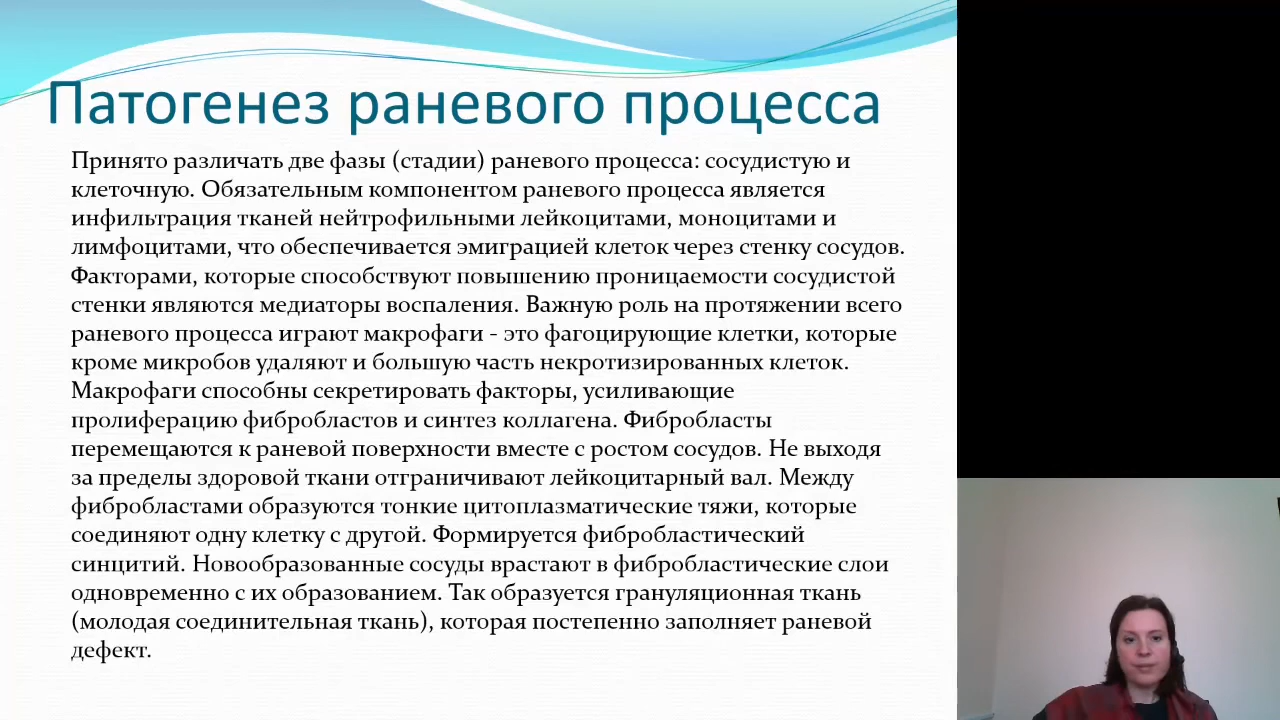 Патогенез раневого процесса
Принято различать две фазы (стадии) раневого процесса: сосудистую и
клеточную. Обязательным компонентом раневого процесса является
инфильтрация тканей нейтрофильными лейкоцитами, моноцитами и
лимфоцитами, что обеспечивается эмиграцией клеток через стенку сосудов.
Факторами, которые способствуют повышению проницаемости сосудистой
стенки являются медиаторы воспаления. Важную роль на протяжении всего
раневого процесса играют макрофаги - это фагоцирующие клетки, которые
кроме микробов удаляют и большую часть некротизированных клеток.
Макрофаги способны секретировать факторы, усиливающие
пролиферацию фибробластов и синтез коллагена. Фибробласты
перемещаются к раневой поверхности вместе с ростом сосудов. Не выходя
за пределы здоровой ткани отграничивают лейкоцитарный вал. Между
фибробластами образуются тонкие цитоплазматические тяжи, которые
соединяют одну клетку с другой. Формируется фибробластический
синцитий. Новообразованные сосуды врастают в фибробластические слои
одновременно с их образованием. Так образуется грануляционная ткань
(молодая соединительная ткань), которая постепенно заполняет раневой
дефект.